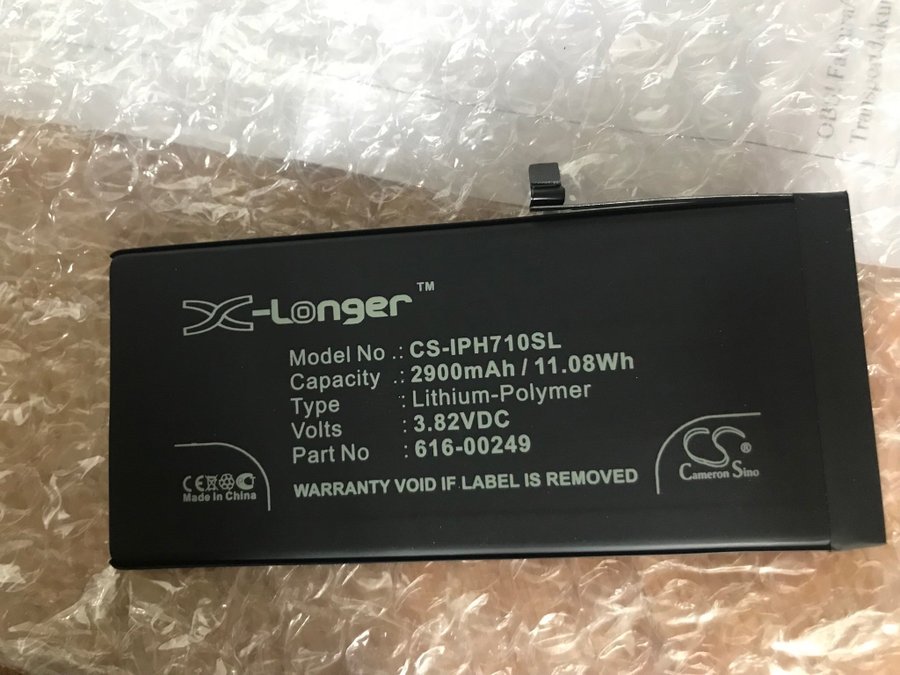 X-Longer™
Model No .: CS-IPH710SL
Capacity .: 2900mAh / 11.08Wh
Type : Lithium-Polymer
Volts : 3.82VDC
Part No : 616-00249
WARRANTY VOID IF LABEL IS REMOVED
CE
Made in China
CS®
Cameron Sino